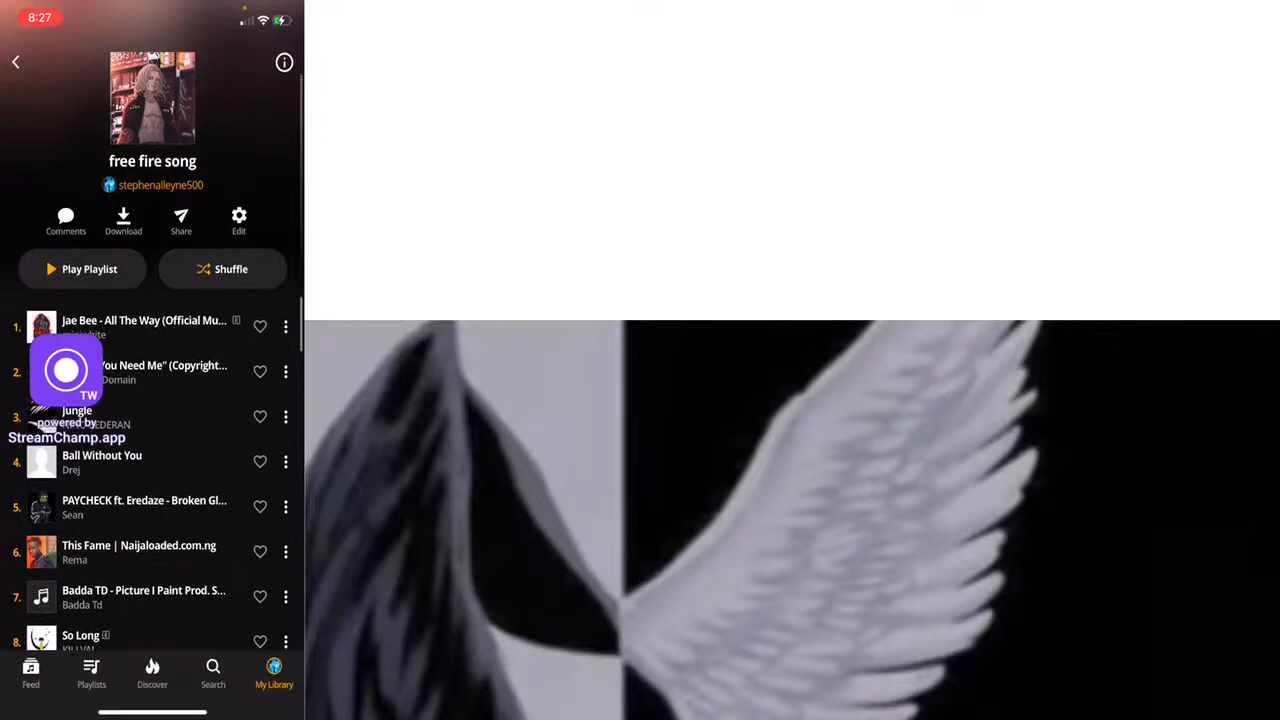 8:27
free fire song
stephenalleyne500
Comments
Download
Share
Edit
Play Playlist
Shuffle
1.
Jae Bee - All The Way (Official Mu...
2.
You Need Me" (Copyright...
Domain
TW
3.
Jungle
powered by
StreamChamp.app
4.
Ball Without You
Drej
5.
PAYCHECK ft. Eredaze - Broken Gl...
Sean
6.
This Fame | Naijaloaded.com.ng
Rema
7.
Badda TD - Picture I Paint Prod. S...
Badda Td
8.
So Long
Feed
Playlists
Discover
Search
My Library